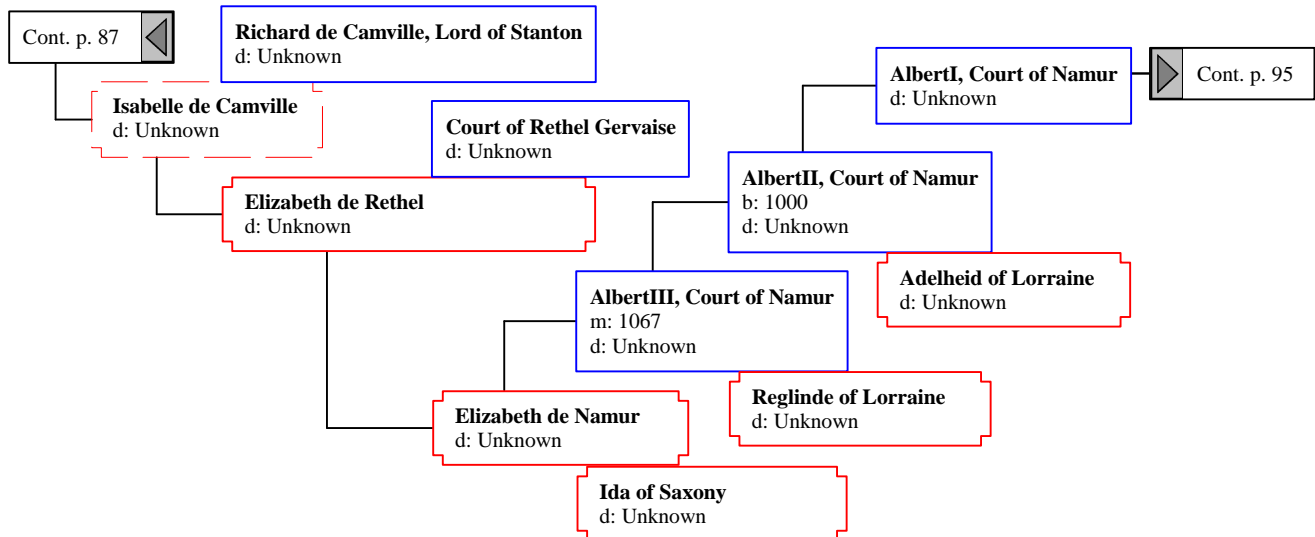 Cont. p. 87
Richard de Camville, Lord of Stanton
d: Unknown
Isabelle de Camville
d: Unknown
AlbertI, Court of Namur
d: Unknown
Cont. p. 95
Court of Rethel Gervaise
d: Unknown
Elizabeth de Rethel
d: Unknown
AlbertII, Court of Namur
b: 1000
d: Unknown
Adelheid of Lorraine
d: Unknown
AlbertIII, Court of Namur
m: 1067
d: Unknown
Reglinde of Lorraine
d: Unknown
Elizabeth de Namur
d: Unknown
Ida of Saxony
d: Unknown